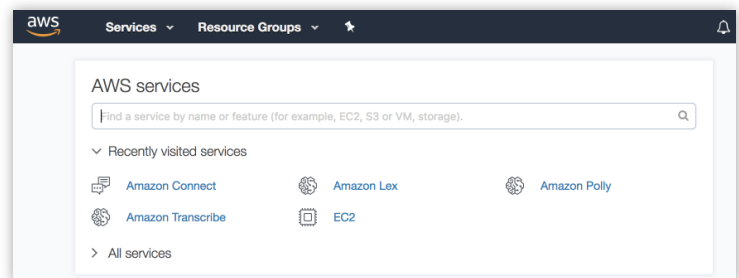 aws Services Resource Groups
AWS services
Find a service by name or feature (for example, EC2, S3 or VM, storage).
Recently visited services
Amazon Connect Amazon Lex Amazon Polly
Amazon Transcribe EC2
All services